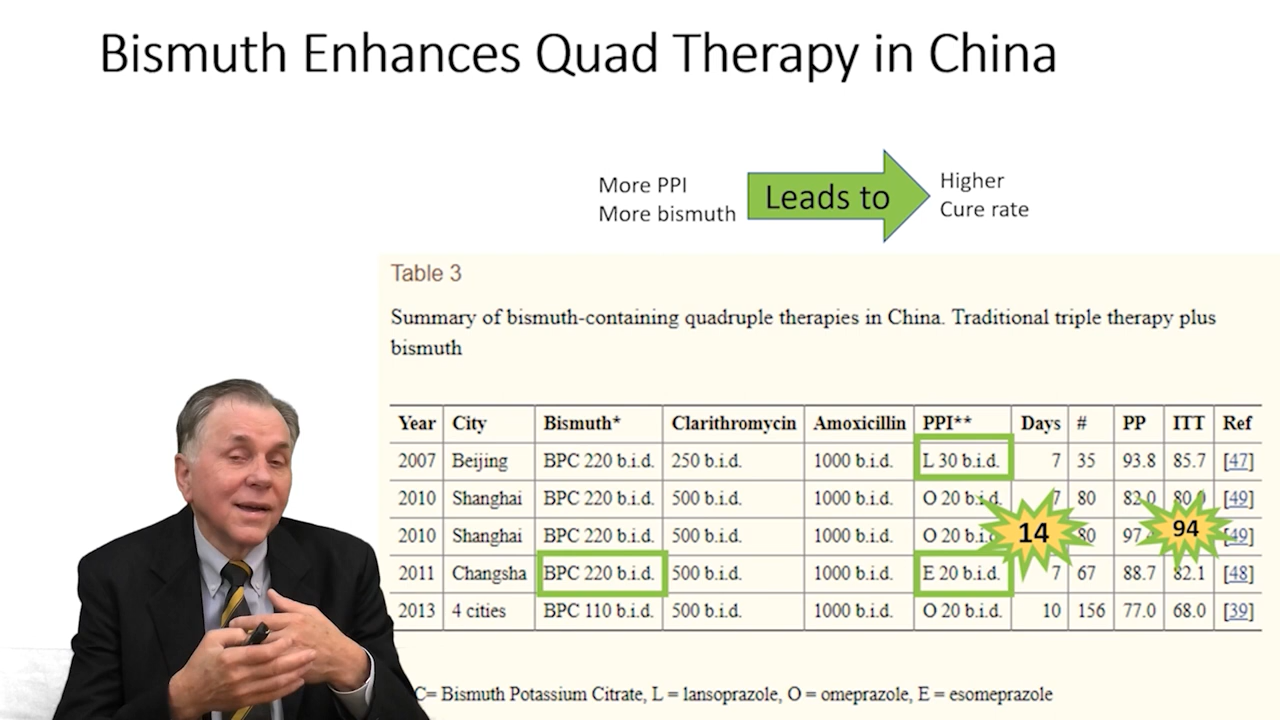 Bismuth Enhances Quad Therapy in China
More PPI
More bismuth
Leads to
Higher
Cure rate
Table 3
Summary of bismuth-containing quadruple therapies in China. Traditional triple therapy plus
bismuth
Year City Bismuth* Clarithromycin Amoxicillin PPI** Days # PP ITT Ref
2007 Beijing BPC 220 b.i.d. 250 b.i.d. 1000 b.i.d. L 30 b.i.d. 7 35 93.8 85.7 [47]
2010 Shanghai BPC 220 b.i.d. 500 b.i.d. 1000 b.i.d. O 20 b.i.d. 7 80 82.0 80.0 [49]
2010 Shanghai BPC 220 b.i.d. 500 b.i.d. 1000 b.i.d. O 20 14 80 94 [49]
2011 Changsha BPC 220 b.i.d. 500 b.i.d. 1000 b.i.d. E 20 b.i.d. 7 67 88.7 82.1 [48]
2013 4 cities BPC 110 b.i.d. 500 b.i.d. 1000 b.i.d. O 20 b.i.d. 10 156 77.0 68.0 [39]
C= Bismuth Potassium Citrate, L = lansoprazole, O = omeprazole, E = esomeprazole